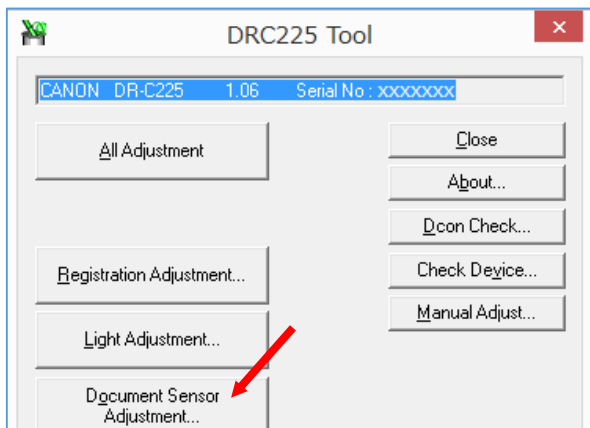 DRC225 Tool
CANON DR-C225 1.06 Serial No : xxxxxxx
All Adjustment
Close
About...
Dcon Check...
Registration Adjustment...
Check Device...
Light Adjustment...
Manual Adjust...
Document Sensor
Adjustment...